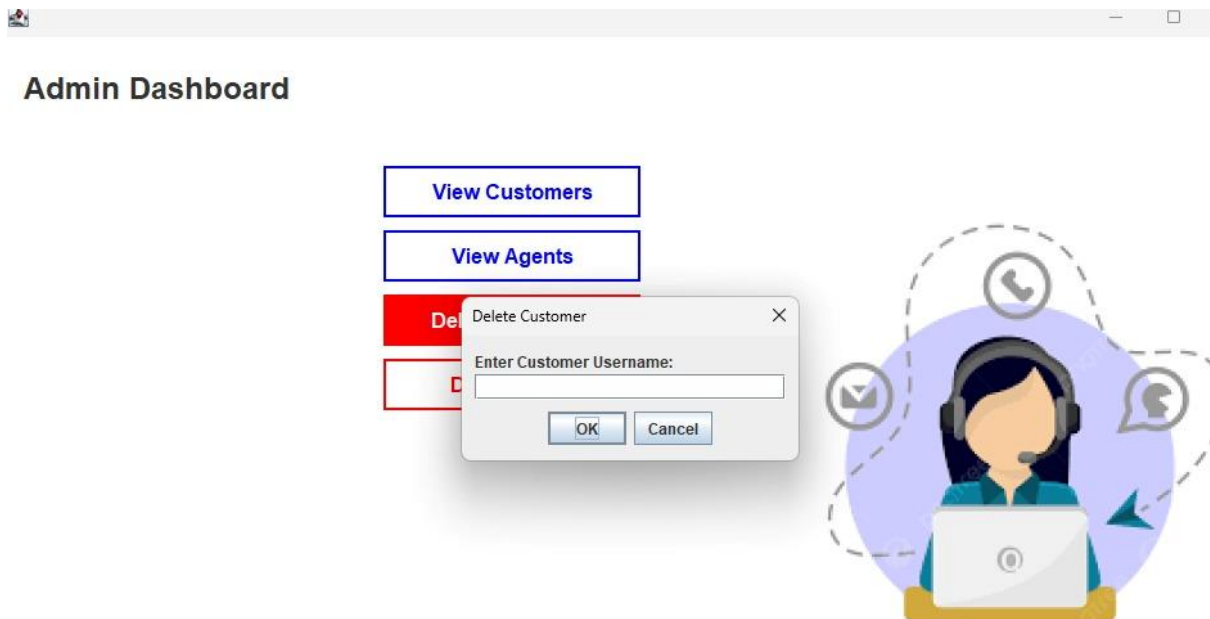 Admin Dashboard
View Customers
View Agents
Del
Delete Customer
Enter Customer Username:
D
OK
Cancel